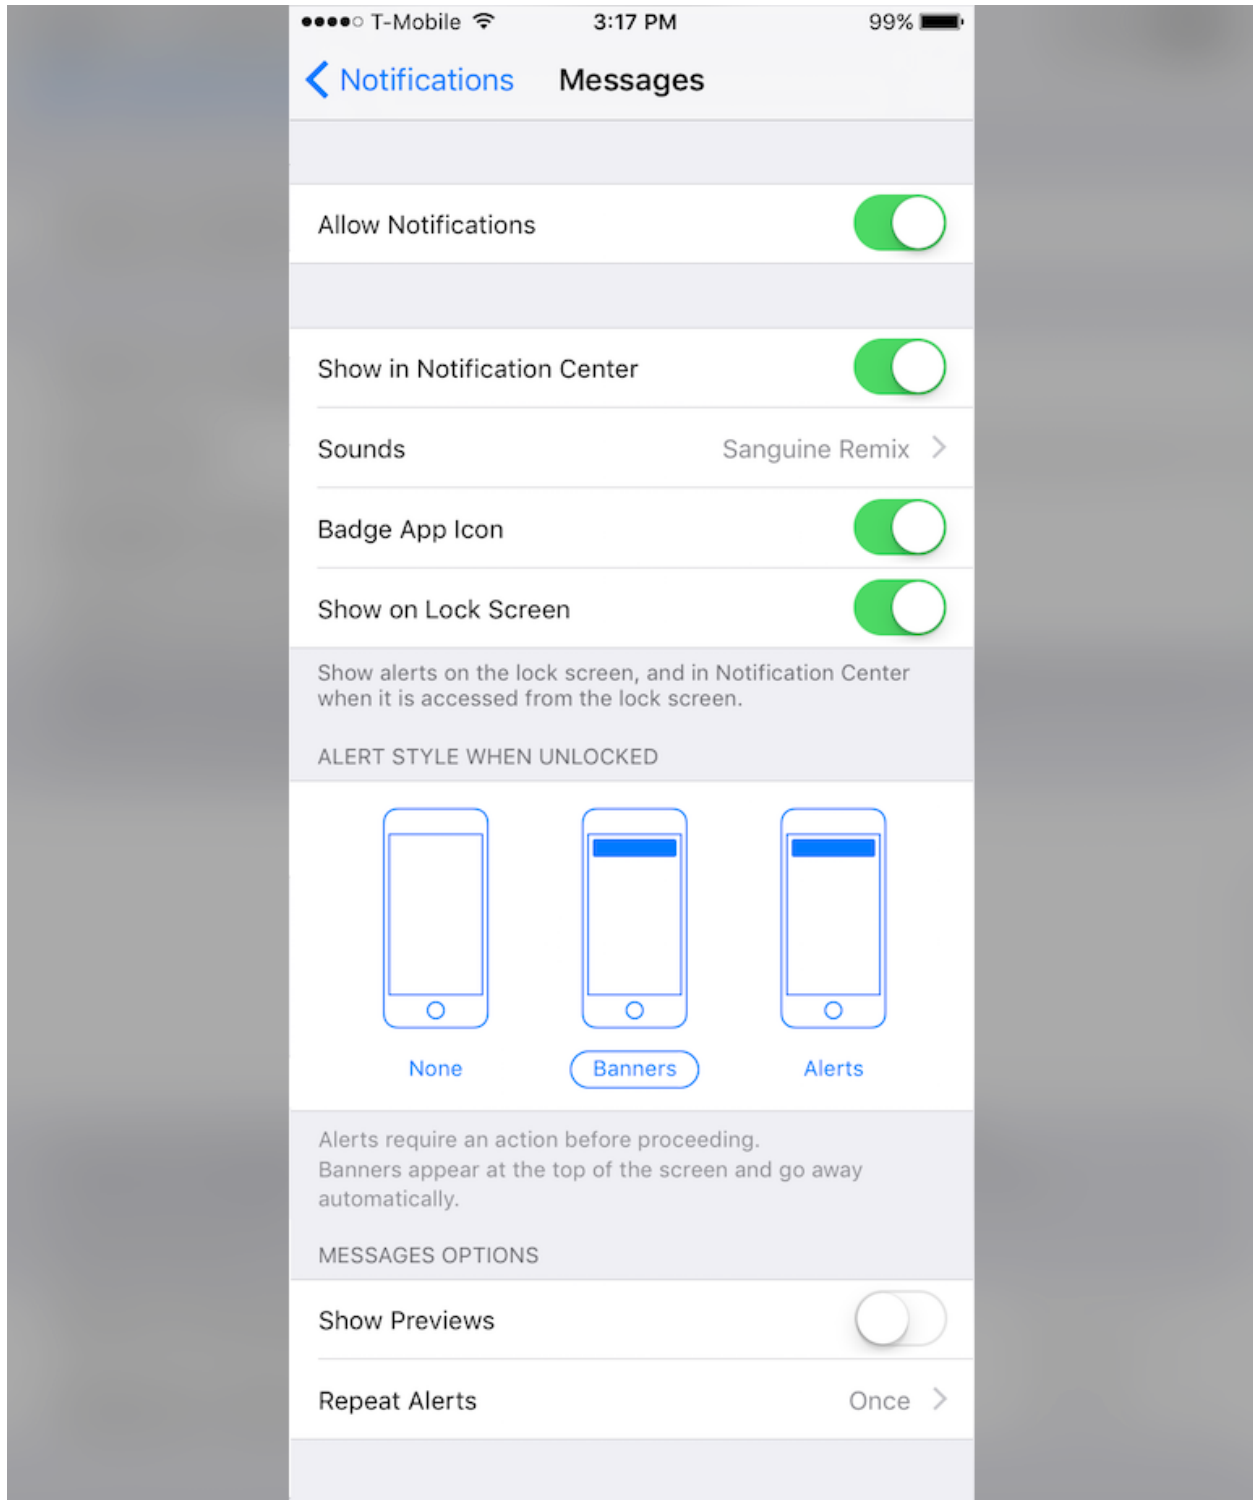 T-Mobile 3:17 PM 99%
Notifications Messages
Allow Notifications
Show in Notification Center
Sounds Sanguine Remix
Badge App Icon
Show on Lock Screen
Show alerts on the lock screen, and in Notification Center
when it is accessed from the lock screen.
ALERT STYLE WHEN UNLOCKED
None Banners Alerts
Alerts require an action before proceeding.
Banners appear at the top of the screen and go away
automatically.
MESSAGES OPTIONS
Show Previews
Repeat Alerts Once